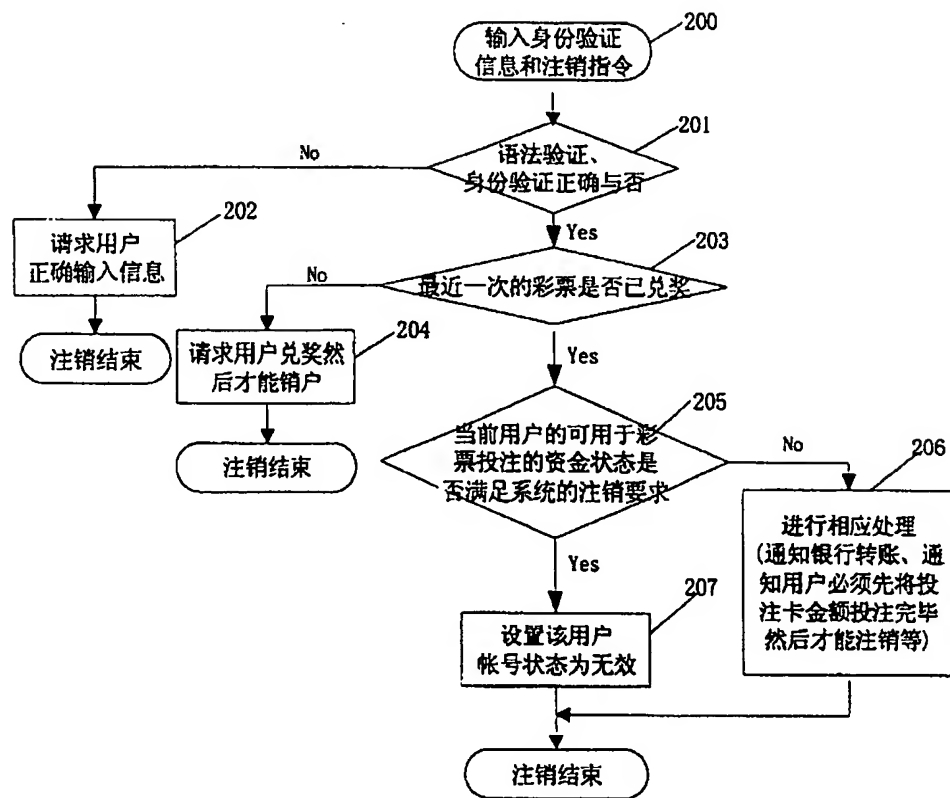 200
输入身份验证
信息和注销指令
201
No
语法验证、
身份验证正确与否
202
Yes
203
请求用户
正确输入信息
No
最近一次的彩票是否已兑奖
204
注销结束
请求用户兑奖然
后才能销户
Yes
205
注销结束
当前用户的可用于彩
票投注的资金状态是
否满足系统的注销要求
No
206
Yes
进行相应处理
(通知银行转账、通
知用户必须先将投
注卡金额投注完毕
然后才能注销等)
207
设置该用户
帐号状态为无效
注销结束